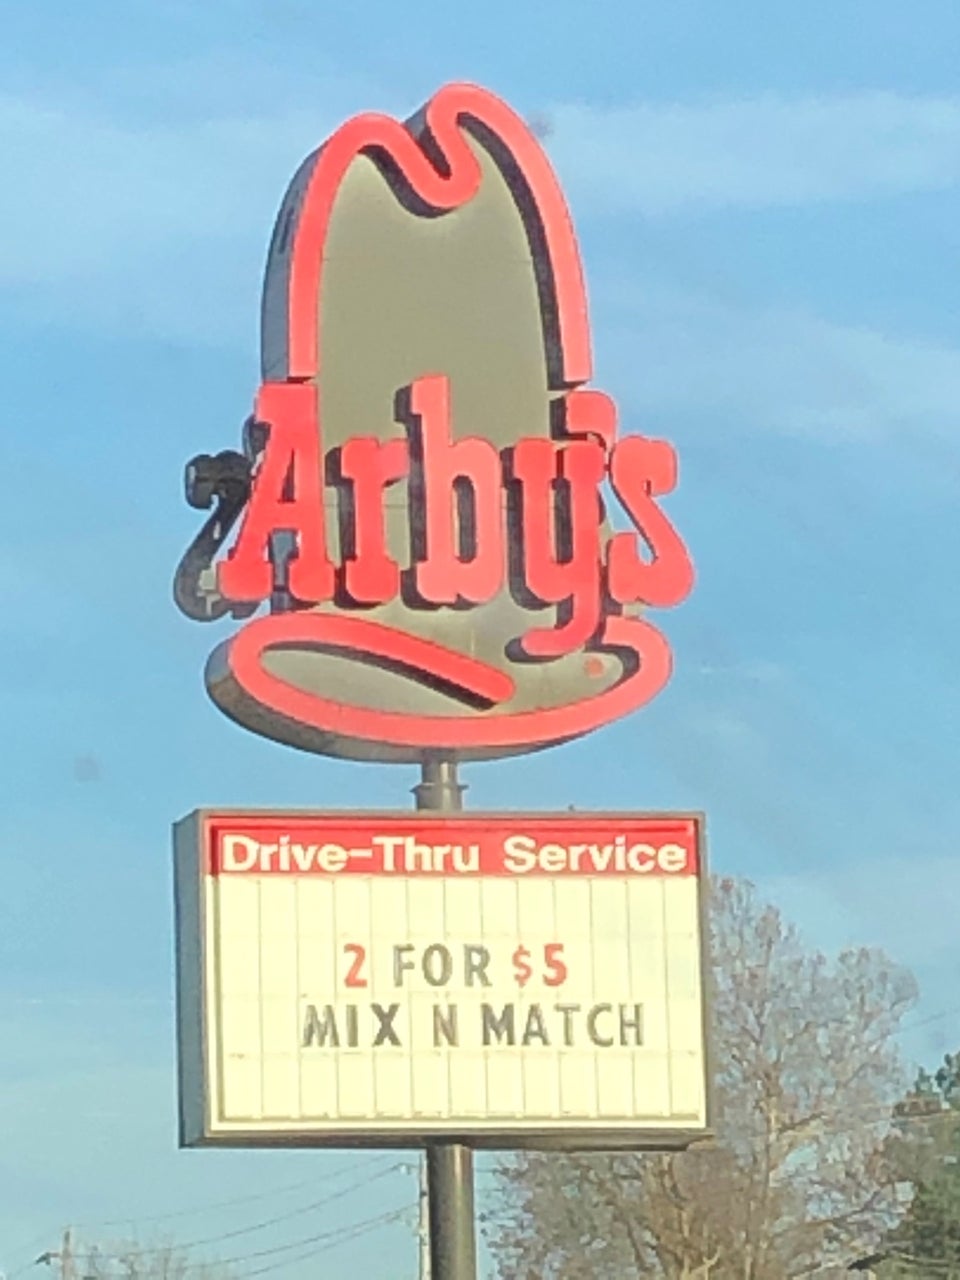 Arby's
Drive-Thru Service
2 FOR $5
MIX N MATCH